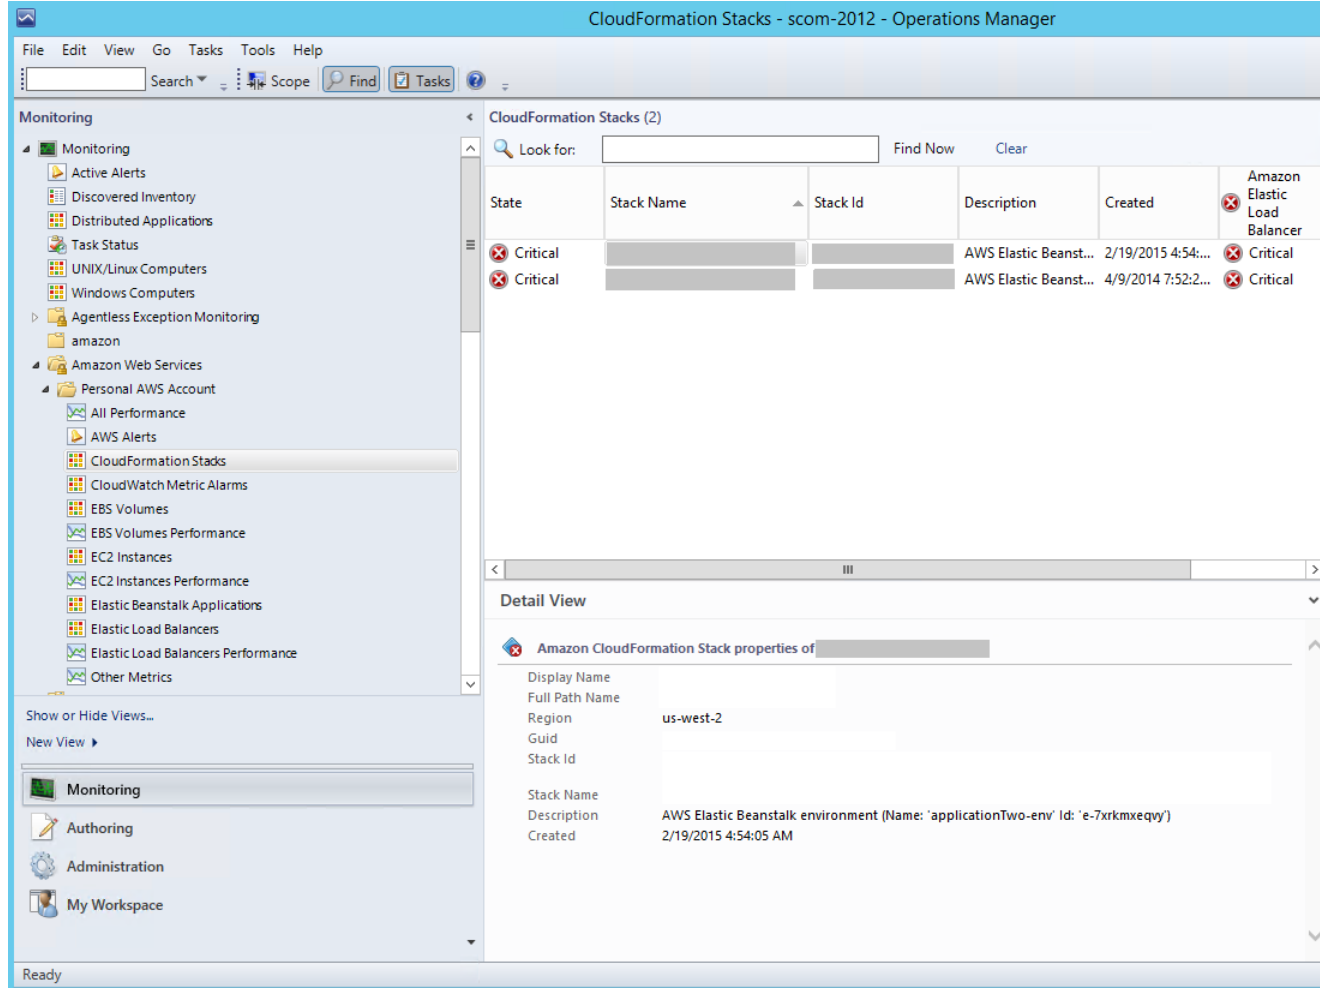 CloudFormation Stacks - scom-2012 - Operations Manager
File Edit View Go Tasks Tools Help
Search Scope Find Tasks
Monitoring
Monitoring
Active Alerts
Discovered Inventory
Distributed Applications
Task Status
UNIX/Linux Computers
Windows Computers
Agentless Exception Monitoring
amazon
Amazon Web Services
Personal AWS Account
All Performance
AWS Alerts
CloudFormation Stacks
CloudWatch Metric Alarms
EBS Volumes
EBS Volumes Performance
EC2 Instances
EC2 Instances Performance
Elastic Beanstalk Applications
Elastic Load Balancers
Elastic Load Balancers Performance
Other Metrics
Show or Hide Views...
New View
Monitoring
Authoring
Administration
My Workspace
CloudFormation Stacks (2)
Look for: Find Now Clear
State Stack Name Stack Id Description Created Amazon
Elastic
Load
Balancer
Critical AWS Elastic Beanst... 2/19/2015 4:54:... Critical
Critical AWS Elastic Beanst... 4/9/2014 7:52:2... Critical
Detail View
Amazon CloudFormation Stack properties of
Display Name
Full Path Name
Region us-west-2
Guid
Stack Id
Stack Name
Description AWS Elastic Beanstalk environment (Name: 'applicationTwo-env' Id: 'e-7xrkmxeqvy')
Created 2/19/2015 4:54:05 AM
Ready